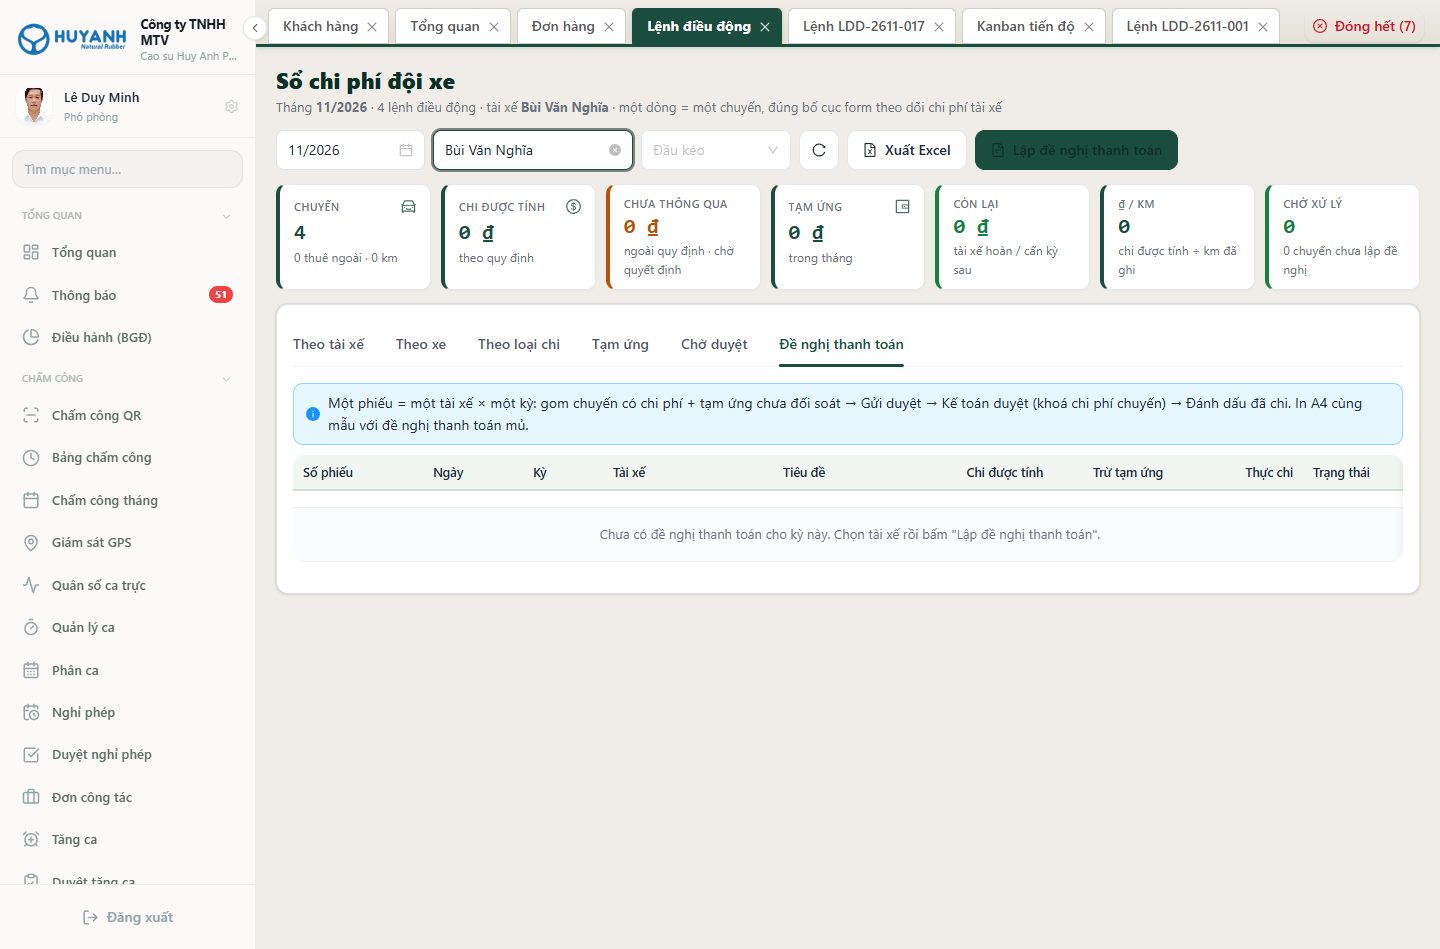 HUYANH
Natural Rubber
Công ty TNHH
MTV
Cao su Huy Anh P...
Lê Duy Minh
Phó phòng
Tìm mục menu...
TỔNG QUAN
Tổng quan
Thông báo
51
Điều hành (BGĐ)
CHẤM CÔNG
Chấm công QR
Bảng chấm công
Chấm công tháng
Giám sát GPS
Quân số ca trực
Quản lý ca
Phân ca
Nghỉ phép
Duyệt nghỉ phép
Đơn công tác
Tăng ca
Duyệt tăng ca
Đăng xuất
Khách hàng
Tổng quan
Đơn hàng
Lệnh điều động
Lệnh LDD-2611-017
Kanban tiến độ
Lệnh LDD-2611-001
Đóng hết (7)
Sổ chi phí đội xe
Tháng 11/2026 · 4 lệnh điều động · tài xế Bùi Văn Nghĩa · một dòng = một chuyến, đúng bố cục form theo dõi chi phí tài xế
11/2026
Bùi Văn Nghĩa
Đầu kéo
Xuất Excel
Lập đề nghị thanh toán
CHUYẾN
4
0 thuê ngoài · 0 km
CHI ĐƯỢC TÍNH
0 ₫
theo quy định
CHƯA THÔNG QUA
0 ₫
ngoài quy định · chờ
quyết định
TẠM ỨNG
0 ₫
trong tháng
CÒN LẠI
0 ₫
tài xế hoàn / cấn kỳ
sau
₫ / KM
0
chi được tính ÷ km đã
ghi
CHỜ XỬ LÝ
0
0 chuyến chưa lập đề
nghị
Theo tài xế
Theo xe
Theo loại chi
Tạm ứng
Chờ duyệt
Đề nghị thanh toán
Một phiếu = một tài xế × một kỳ: gom chuyến có chi phí + tạm ứng chưa đối soát → Gửi duyệt → Kế toán duyệt (khoá chi phí chuyến) → Đánh dấu đã chi. In A4 cùng
mẫu với đề nghị thanh toán mủ.
Số phiếu
Ngày
Kỳ
Tài xế
Tiêu đề
Chi được tính
Trừ tạm ứng
Thực chi
Trạng thái
Chưa có đề nghị thanh toán cho kỳ này. Chọn tài xế rồi bấm "Lập đề nghị thanh toán".